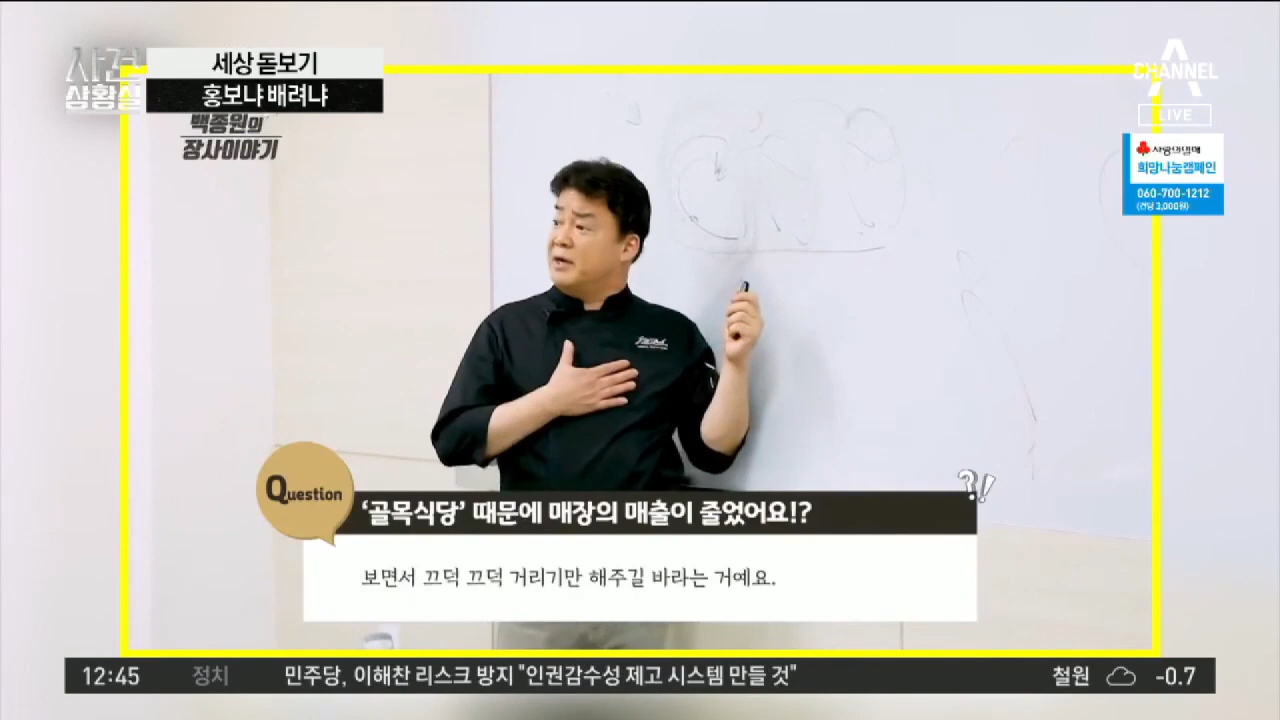 사건
상황실
세상 돋보기
홍보냐 배려냐
백종원의
장사이야기
CHANNEL A
LIVE
사랑의열매
희망나눔캠페인
060-700-1212
(건당 3,000원)
Question
‘골목식당’ 때문에 매장의 매출이 줄었어요!?
?!
보면서 끄덕 끄덕 거리기만 해주길 바라는 거예요.
12:45 정치 민주당, 이해찬 리스크 방지 "인권감수성 제고 시스템 만들 것" 철원 -0.7